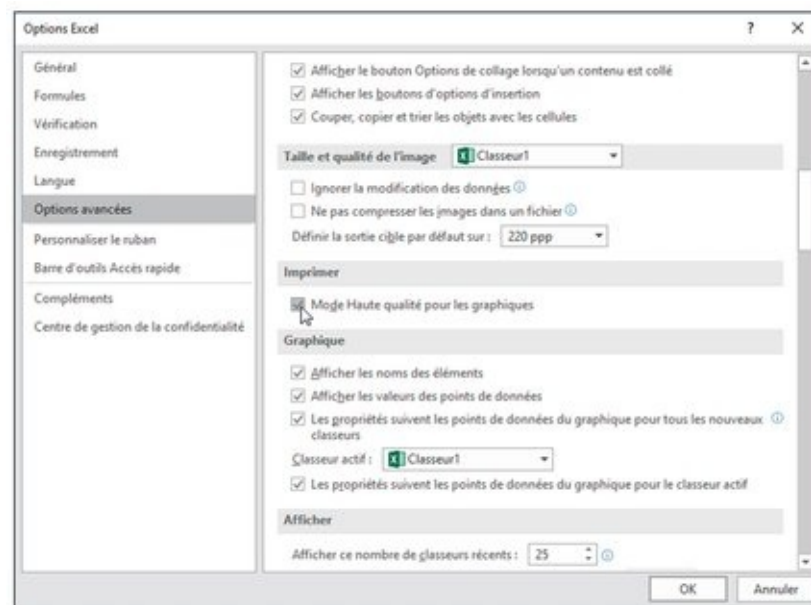 Options Excel
?
×
Général
Formules
Vérification
Enregistrement
Langue
Options avancées
Personnaliser le ruban
Barre d'outils Accès rapide
Compléments
Centre de gestion de la confidentialité
Afficher le bouton Options de collage lorsqu'un contenu est collé
Afficher les boutons d'options d'insertion
Couper, copier et trier les objets avec les cellules
Taille et qualité de l'image Classeur1
Ignorer la modification des données
Ne pas compresser les images dans un fichier
Définir la sortie cible par défaut sur : 220 ppp
Imprimer
Mode Haute qualité pour les graphiques
Graphique
Afficher les noms des éléments
Afficher les valeurs des points de données
Les propriétés suivent les points de données du graphique pour tous les nouveaux
classeurs
Classeur actif : Classeur1
Les propriétés suivent les points de données du graphique pour le classeur actif
Afficher
Afficher ce nombre de classeurs récents : 25
OK
Annuler